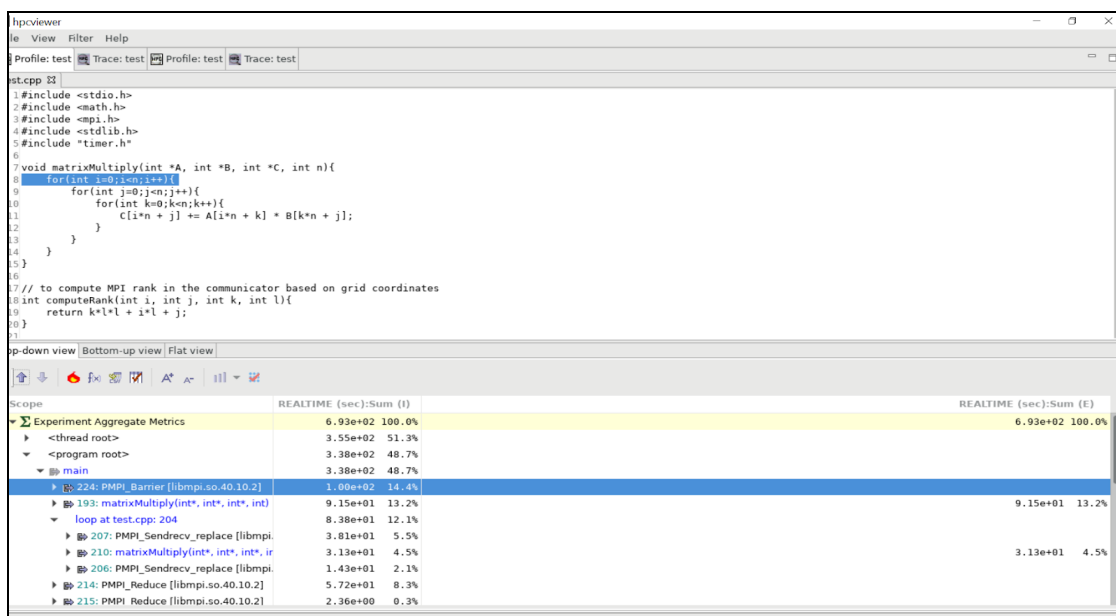 hpcviewer
le View Filter Help
Profile: test Trace: test Profile: test Trace: test
est.cpp
1 #include <stdio.h>
2 #include <math.h>
3 #include <mpi.h>
4 #include <stdlib.h>
5 #include "timer.h"
6
7 void matrixMultiply(int *A, int *B, int *C, int n){
8 for(int i=0;i<n;i++){
9 for(int j=0;j<n;j++){
10 for(int k=0;k<n;k++){
11 C[i*n + j] += A[i*n + k] * B[k*n + j];
12 }
13 }
14 }
15 }
16
17 // to compute MPI rank in the communicator based on grid coordinates
18 int computeRank(int i, int j, int k, int l){
19 return k*l*l + i*l + j;
20 }
21
op-down view Bottom-up view Flat view
f(x) A+ A-
Scope REALTIME (sec):Sum (I) REALTIME (sec):Sum (E)
Σ Experiment Aggregate Metrics 6.93e+02 100.0% 6.93e+02 100.0%
<thread root> 3.55e+02 51.3%
<program root> 3.38e+02 48.7%
main 3.38e+02 48.7%
224: PMPI_Barrier [libmpi.so.40.10.2] 1.00e+02 14.4%
193: matrixMultiply(int*, int*, int*, int) 9.15e+01 13.2% 9.15e+01 13.2%
loop at test.cpp: 204 8.38e+01 12.1%
207: PMPI_Sendrecv_replace [libmpi. 3.81e+01 5.5%
210: matrixMultiply(int*, int*, int*, ir 3.13e+01 4.5% 3.13e+01 4.5%
206: PMPI_Sendrecv_replace [libmpi. 1.43e+01 2.1%
214: PMPI_Reduce [libmpi.so.40.10.2] 5.72e+01 8.3%
215: PMPI_Reduce [libmpi.so.40.10.2] 2.36e+00 0.3%